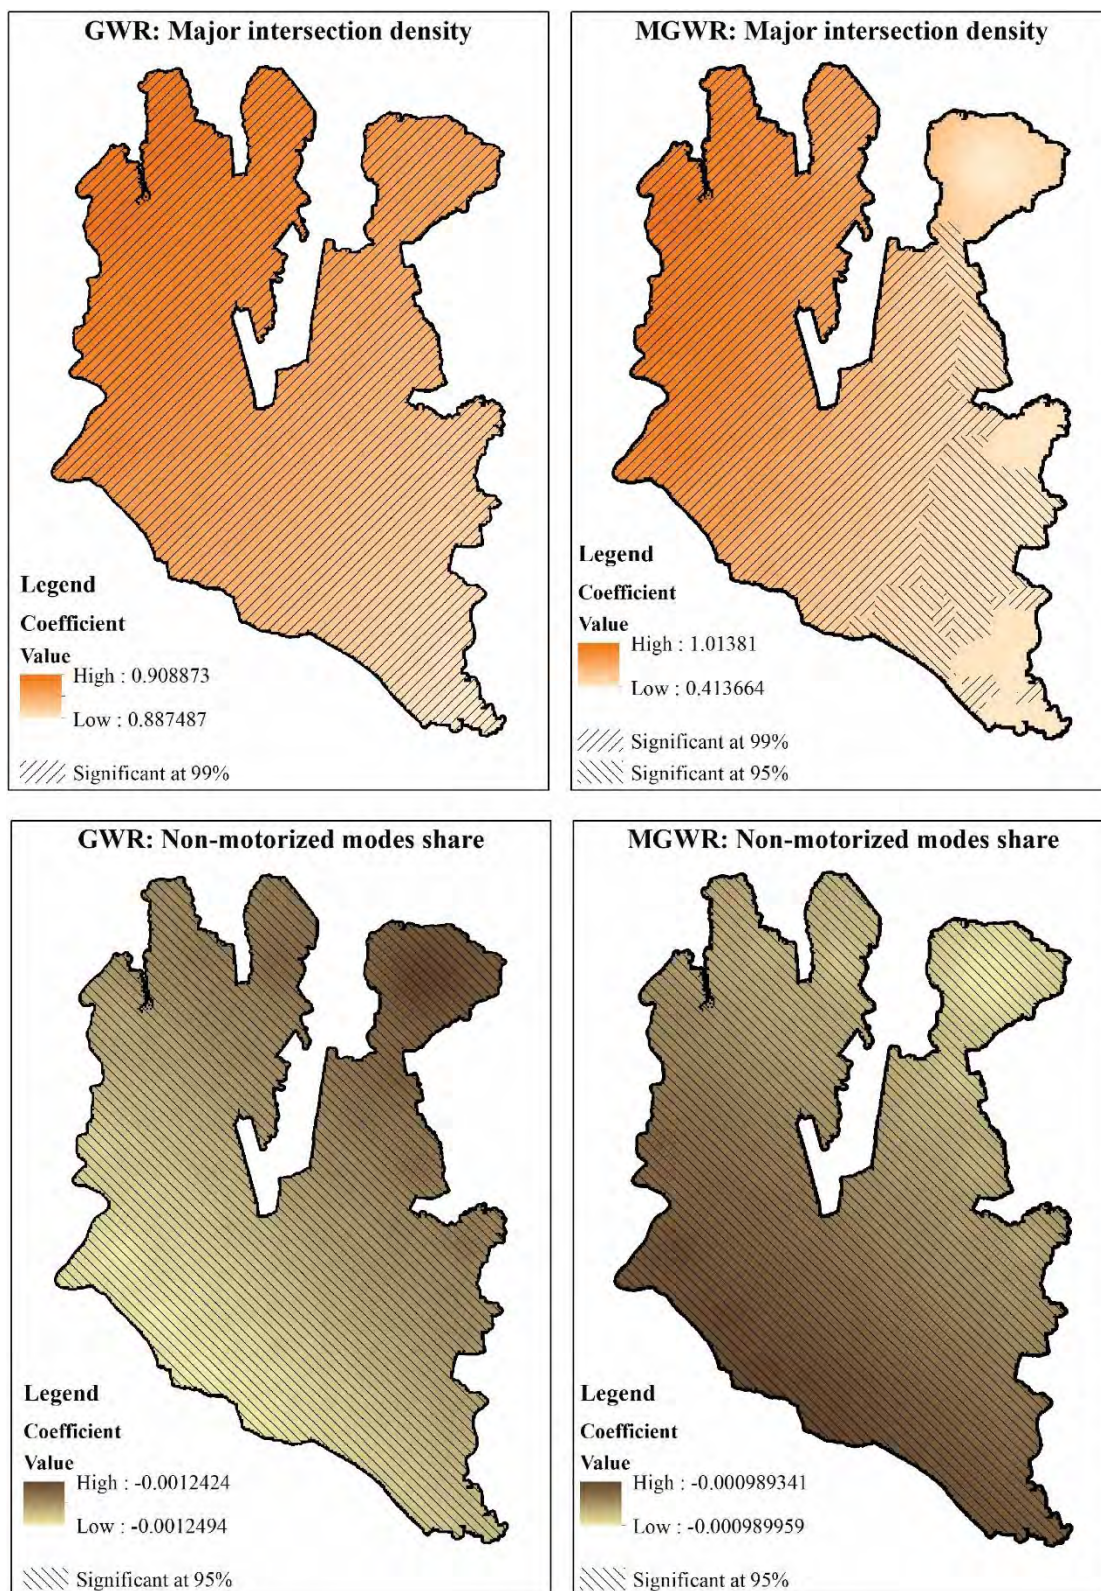 GWR: Major intersection density
Legend
Coefficient
Value
High : 0.908873
Low : 0.887487
Significant at 99%
MGWR: Major intersection density
Legend
Coefficient
Value
High : 1.01381
Low : 0.413664
Significant at 99%
Significant at 95%
GWR: Non-motorized modes share
Legend
Coefficient
Value
High : -0.0012424
Low : -0.0012494
Significant at 95%
MGWR: Non-motorized modes share
Legend
Coefficient
Value
High : -0.000989341
Low : -0.000989959
Significant at 95%